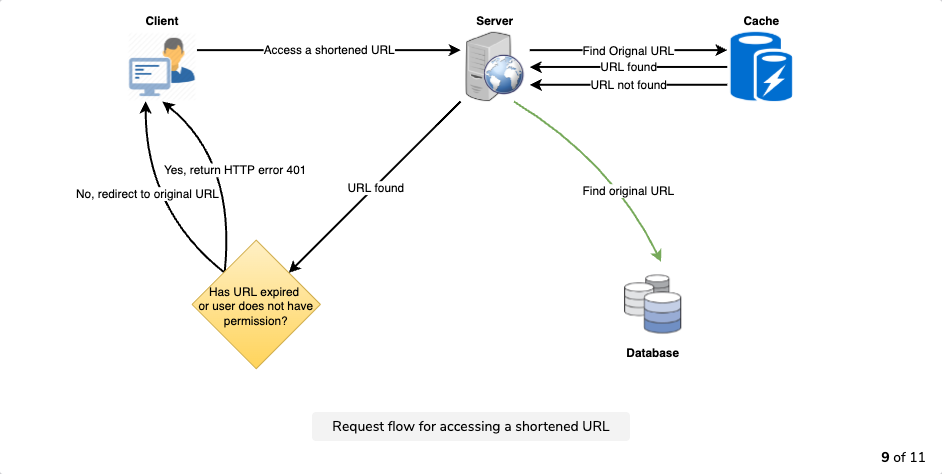 Client
Server
Cache
Access a shortened URL
Find Orignal URL
URL found
URL not found
Yes, return HTTP error 401
No, redirect to original URL
URL found
Find original URL
Has URL expired
or user does not have
permission?
Database
Request flow for accessing a shortened URL
9 of 11